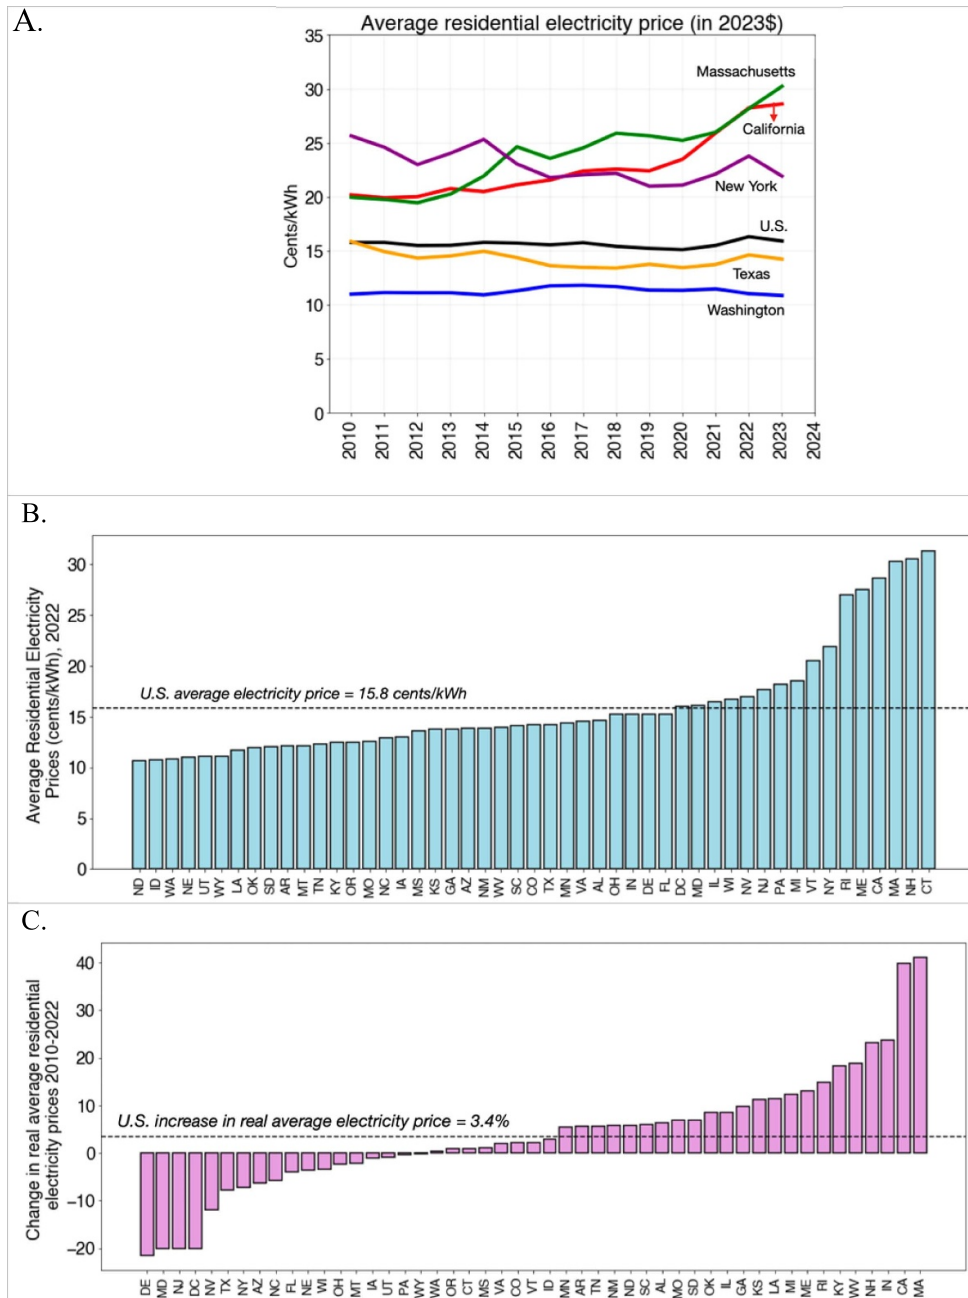 A.
Average residential electricity price (in 2023$)
35
30
25
20
15
10
5
0
Cents/kWh
Massachusetts
California
New York
U.S.
Texas
Washington
2010 2011 2012 2013 2014 2015 2016 2017 2018 2019 2020 2021 2022 2023 2024
B.
Average Residential Electricity
Prices (cents/kWh), 2022
30
25
20
15
10
5
0
U.S. average electricity price = 15.8 cents/kWh
ND ID WA NE UT WY LA OK SD AR MT TN KY OR MO NC IA MS KS GA AZ NM WV SC CO TX MN VA AL OH IN DE FL DC MD IL WI NV NJ PA MI VT NY RI ME CA MA NH CT
C.
Change in real average residential
electricity prices 2010-2022
40
30
20
10
0
−10
−20
U.S. increase in real average electricity price = 3.4%
DE MD NJ DC NV TX NY AZ NC FL NE WI OH MT IA UT PA WY WA OR CT MS VA CO VT ID MN AR TN NM ND SC AL MO SD OK IL GA KS LA MI ME RI KY WV NH IN CA MA